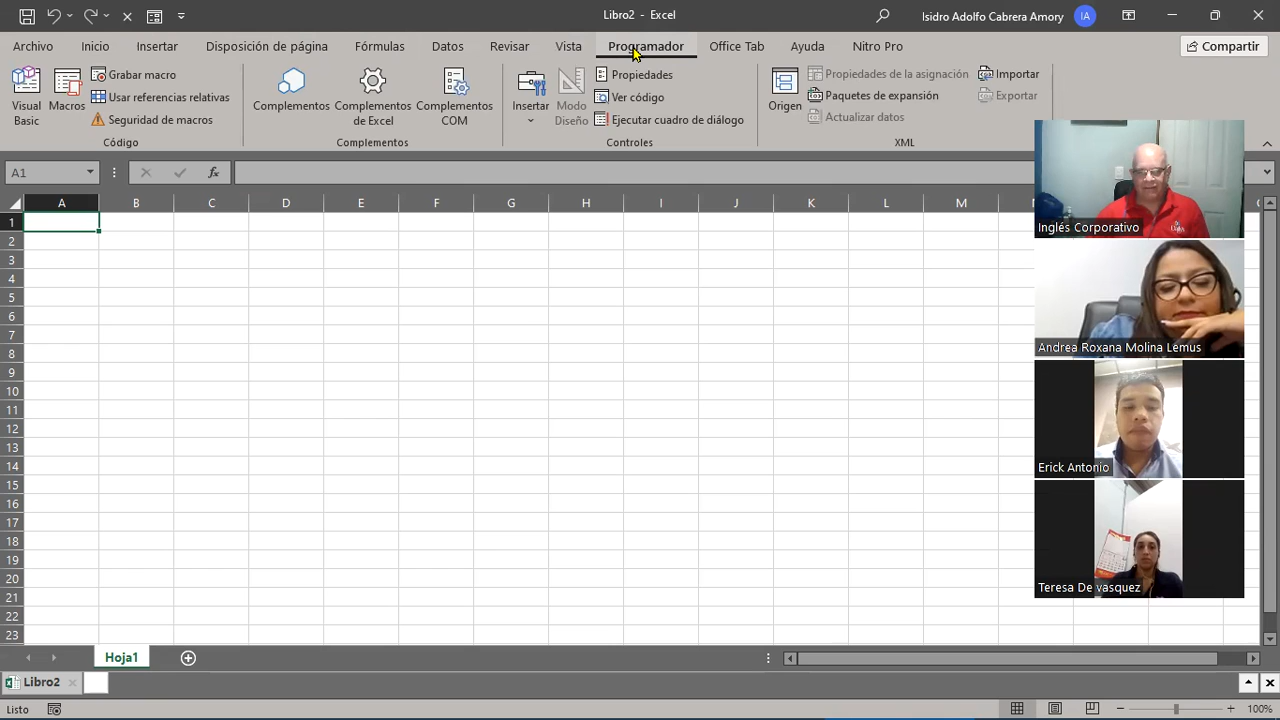 Libro2 - Excel
Isidro Adolfo Cabrera Amory
IA
Archivo Inicio Insertar Disposición de página Fórmulas Datos Revisar Vista Programador Office Tab Ayuda Nitro Pro
Compartir
Visual Basic
Macros
Grabar macro
Usar referencias relativas
Seguridad de macros
Código
Complementos
Complementos de Excel
Complementos COM
Complementos
Insertar
Modo Diseño
Propiedades
Ver código
Ejecutar cuadro de diálogo
Controles
Origen
Propiedades de la asignación
Paquetes de expansión
Actualizar datos
Importar
Exportar
XML
A1
fx
A B C D E F G H I J K L M
1
2
3
4
5
6
7
8
9
10
11
12
13
14
15
16
17
18
19
20
21
22
23
Inglés Corporativo
Andrea Roxana Molina Lemus
Erick Antonio
Teresa De vasquez
Hoja1
Libro2
Listo
100%